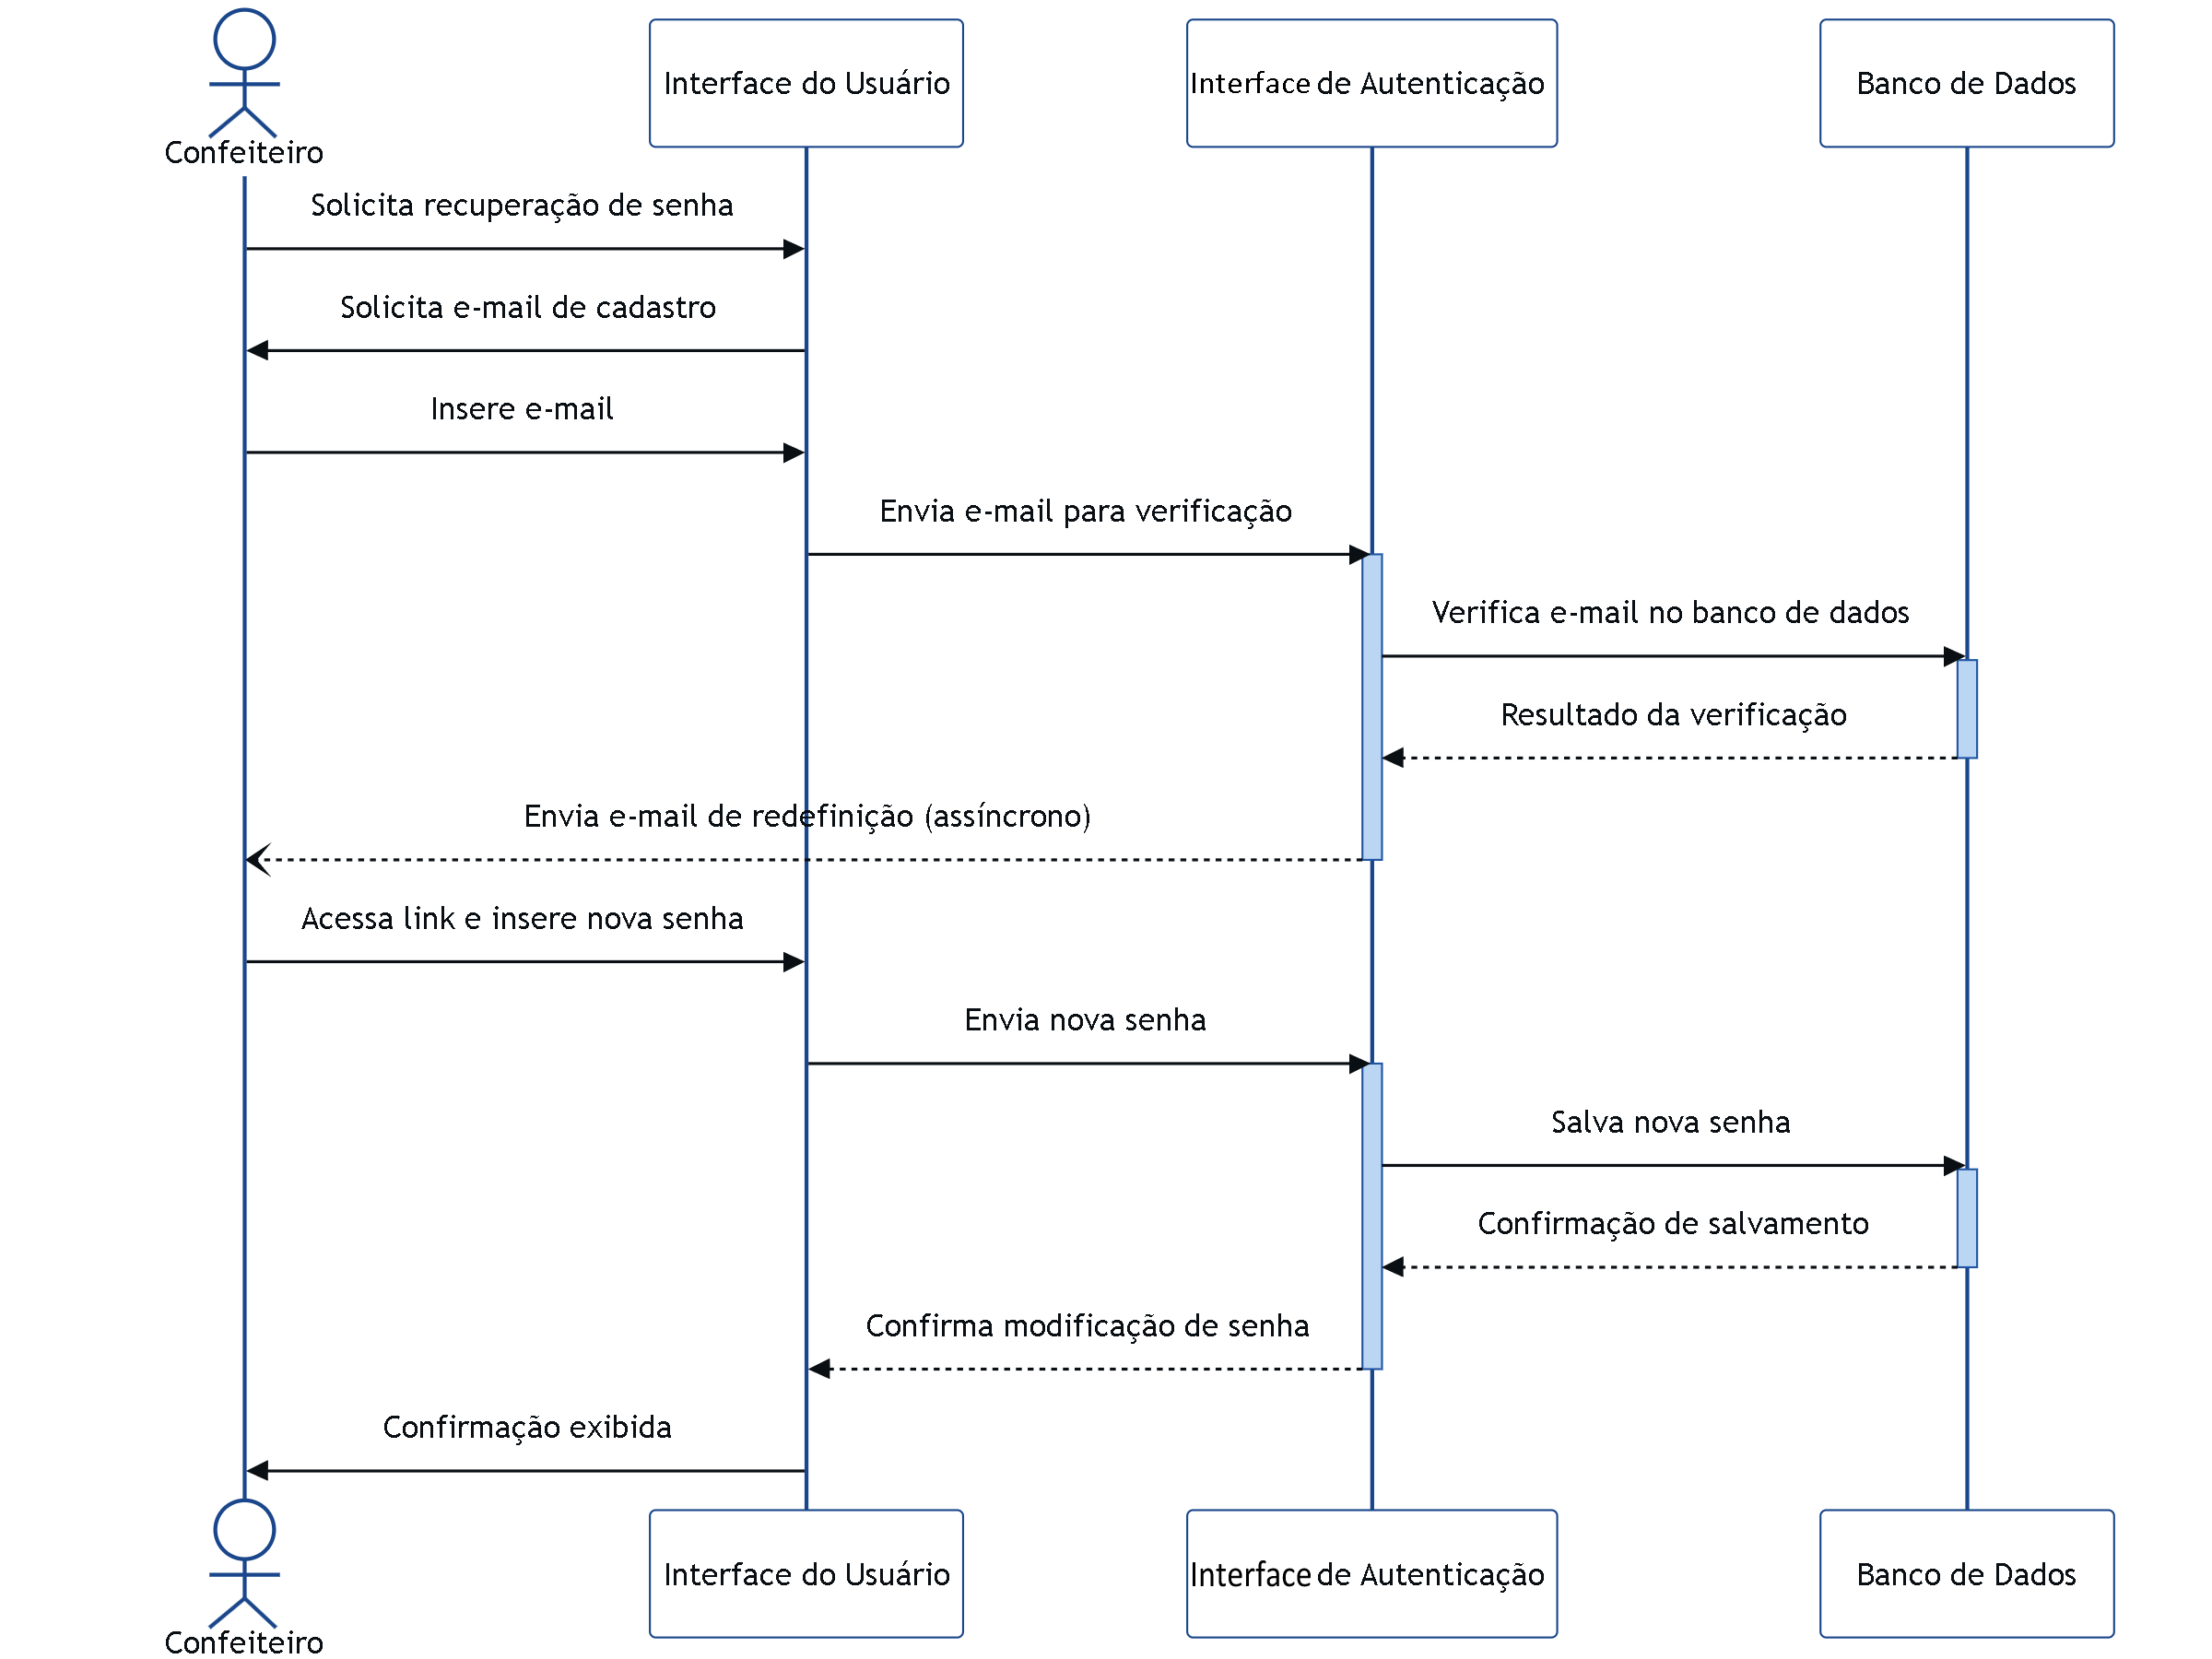 Confeiteiro
Interface do Usuário
Interface de Autenticação
Banco de Dados
Solicita recuperação de senha
Solicita e-mail de cadastro
Insere e-mail
Envia e-mail para verificação
Verifica e-mail no banco de dados
Resultado da verificação
Envia e-mail de redefinição (assíncrono)
Acessa link e insere nova senha
Envia nova senha
Salva nova senha
Confirmação de salvamento
Confirma modificação de senha
Confirmação exibida
Confeiteiro
Interface do Usuário
Interface de Autenticação
Banco de Dados